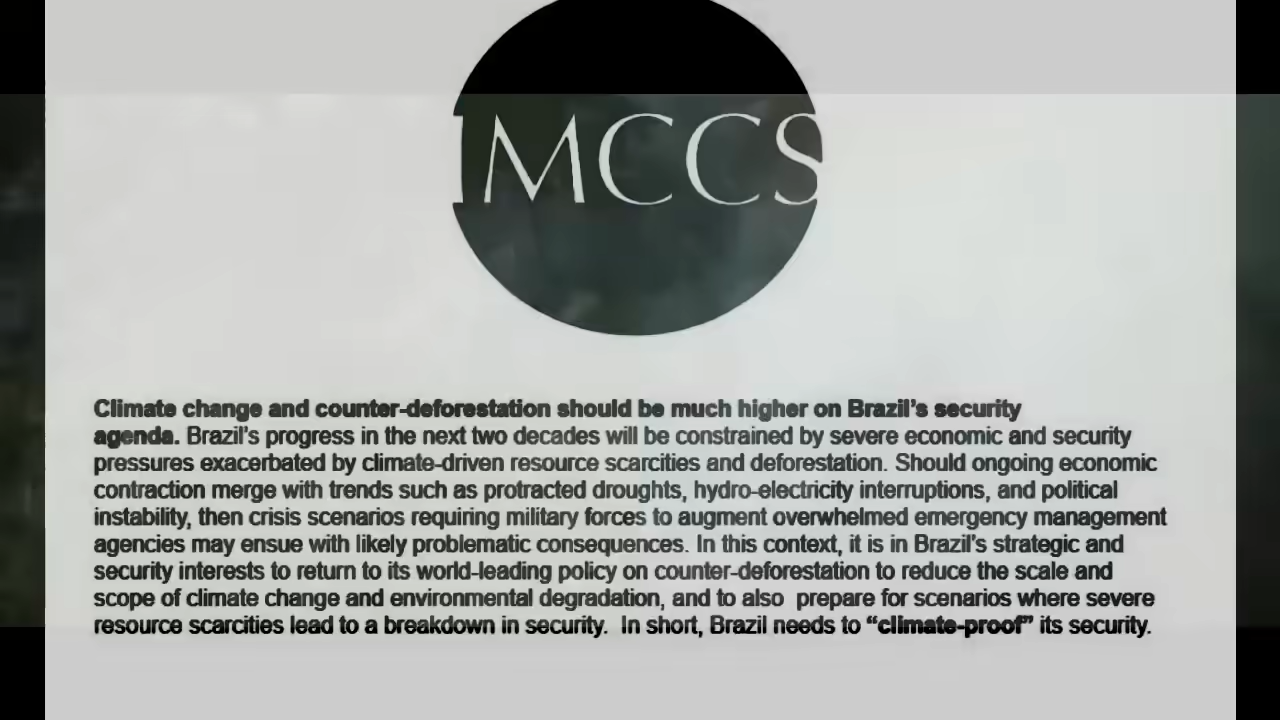 IMCCS
Climate change and counter-deforestation should be much higher on Brazil's security
agenda. Brazil's progress in the next two decades will be constrained by severe economic and security
pressures exacerbated by climate-driven resource scarcities and deforestation. Should ongoing economic
contraction merge with trends such as protracted droughts, hydro-electricity interruptions, and political
instability, then crisis scenarios requiring military forces to augment overwhelmed emergency management
agencies may ensue with likely problematic consequences. In this context, it is in Brazil's strategic and
security interests to return to its world-leading policy on counter-deforestation to reduce the scale and
scope of climate change and environmental degradation, and to also prepare for scenarios where severe
resource scarcities lead to a breakdown in security. In short, Brazil needs to “climate-proof” its security.